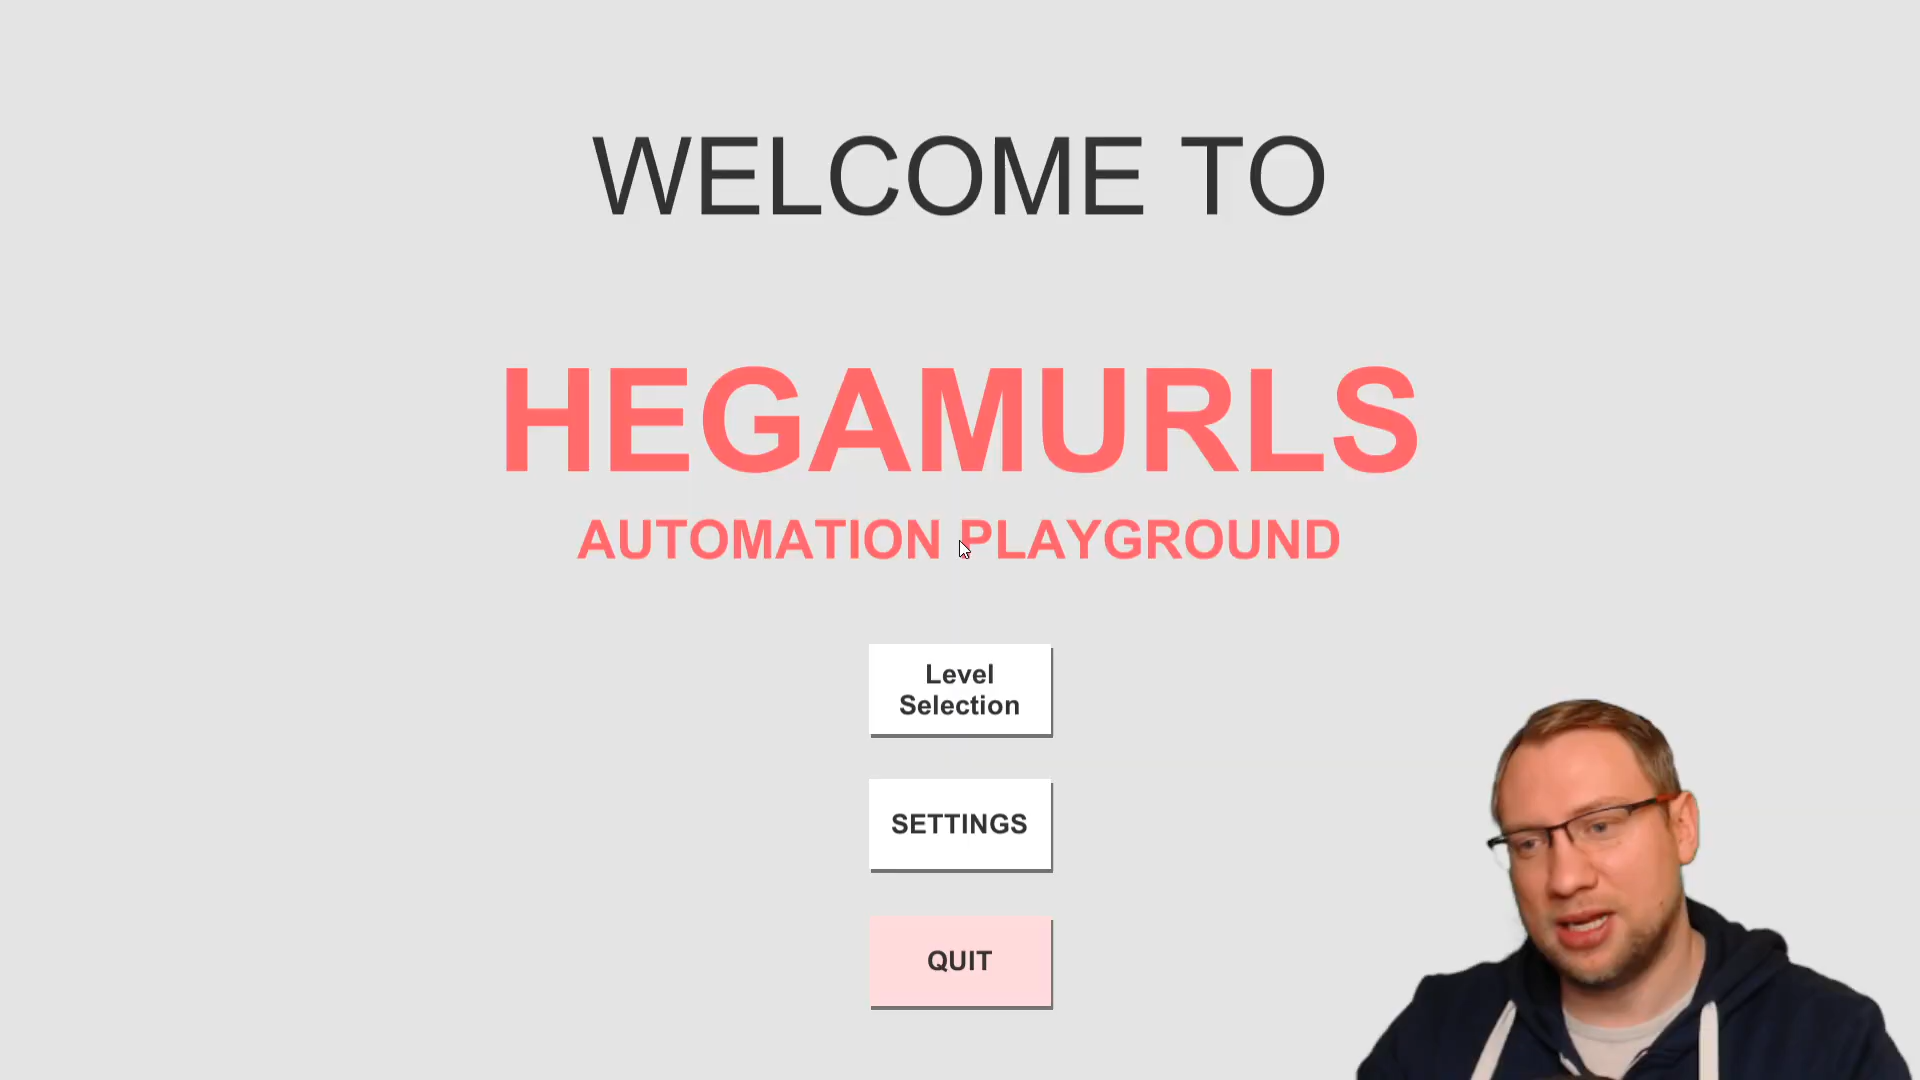 WELCOME TO
HEGAMURLS
AUTOMATION PLAYGROUND
Level
Selection
SETTINGS
QUIT